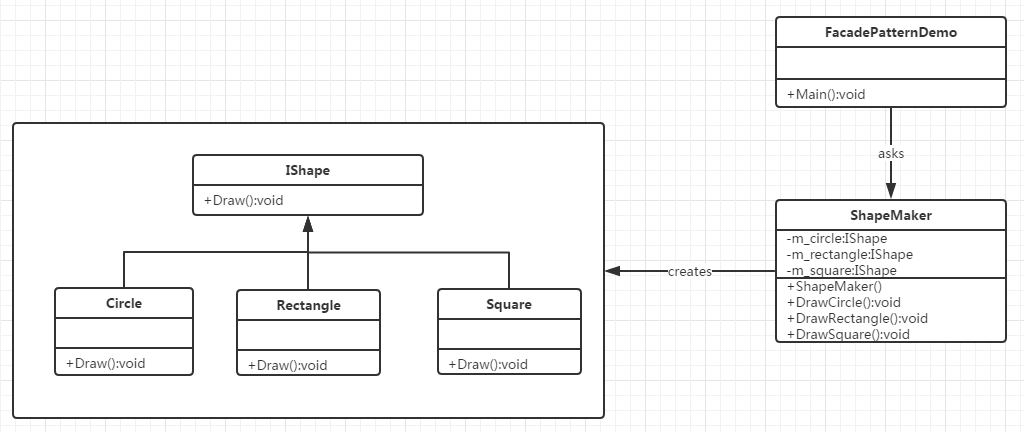 FacadePatternDemo
+Main():void
asks
IShape
+Draw():void
ShapeMaker
-m_circle:IShape
-m_rectangle:IShape
-m_square:IShape
+ShapeMaker()
+DrawCircle():void
+DrawRectangle():void
+DrawSquare():void
creates
Circle
+Draw():void
Rectangle
+Draw():void
Square
+Draw():void